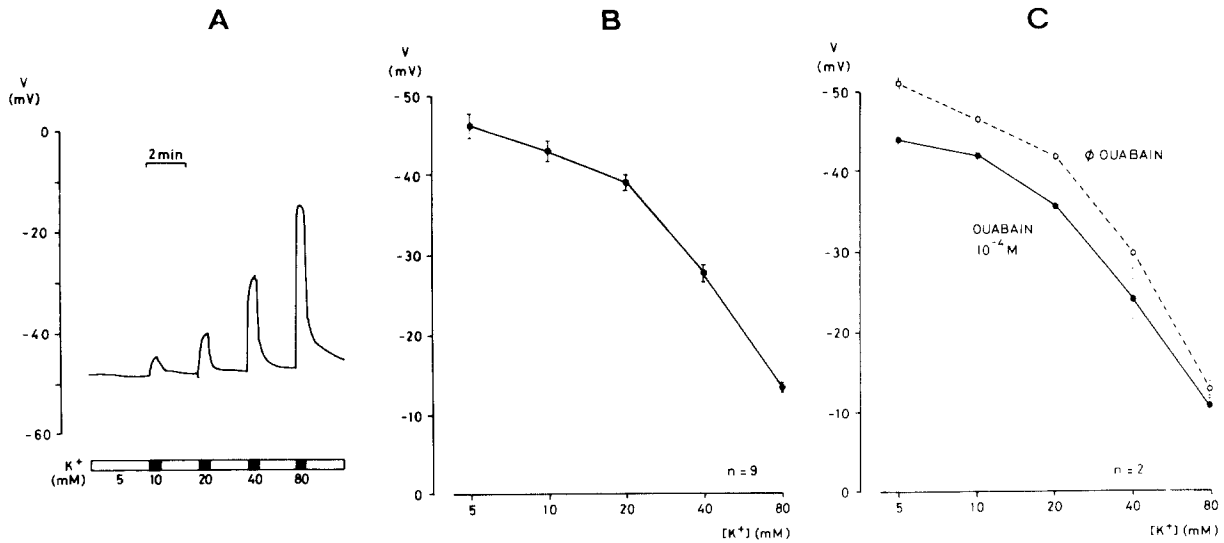 A
V
(mV)
0
-20
-40
-60
2min
K+
(mM)
5 10 20 40 80
B
V
(mV)
-50
-40
-30
-20
-10
0
n = 9
5 10 20 40 80
[K+] (mM)
C
V
(mV)
-50
-40
-30
-20
-10
0
ϕ OUABAIN
OUABAIN
10-4 M
n = 2
5 10 20 40 80
[K+] (mM)